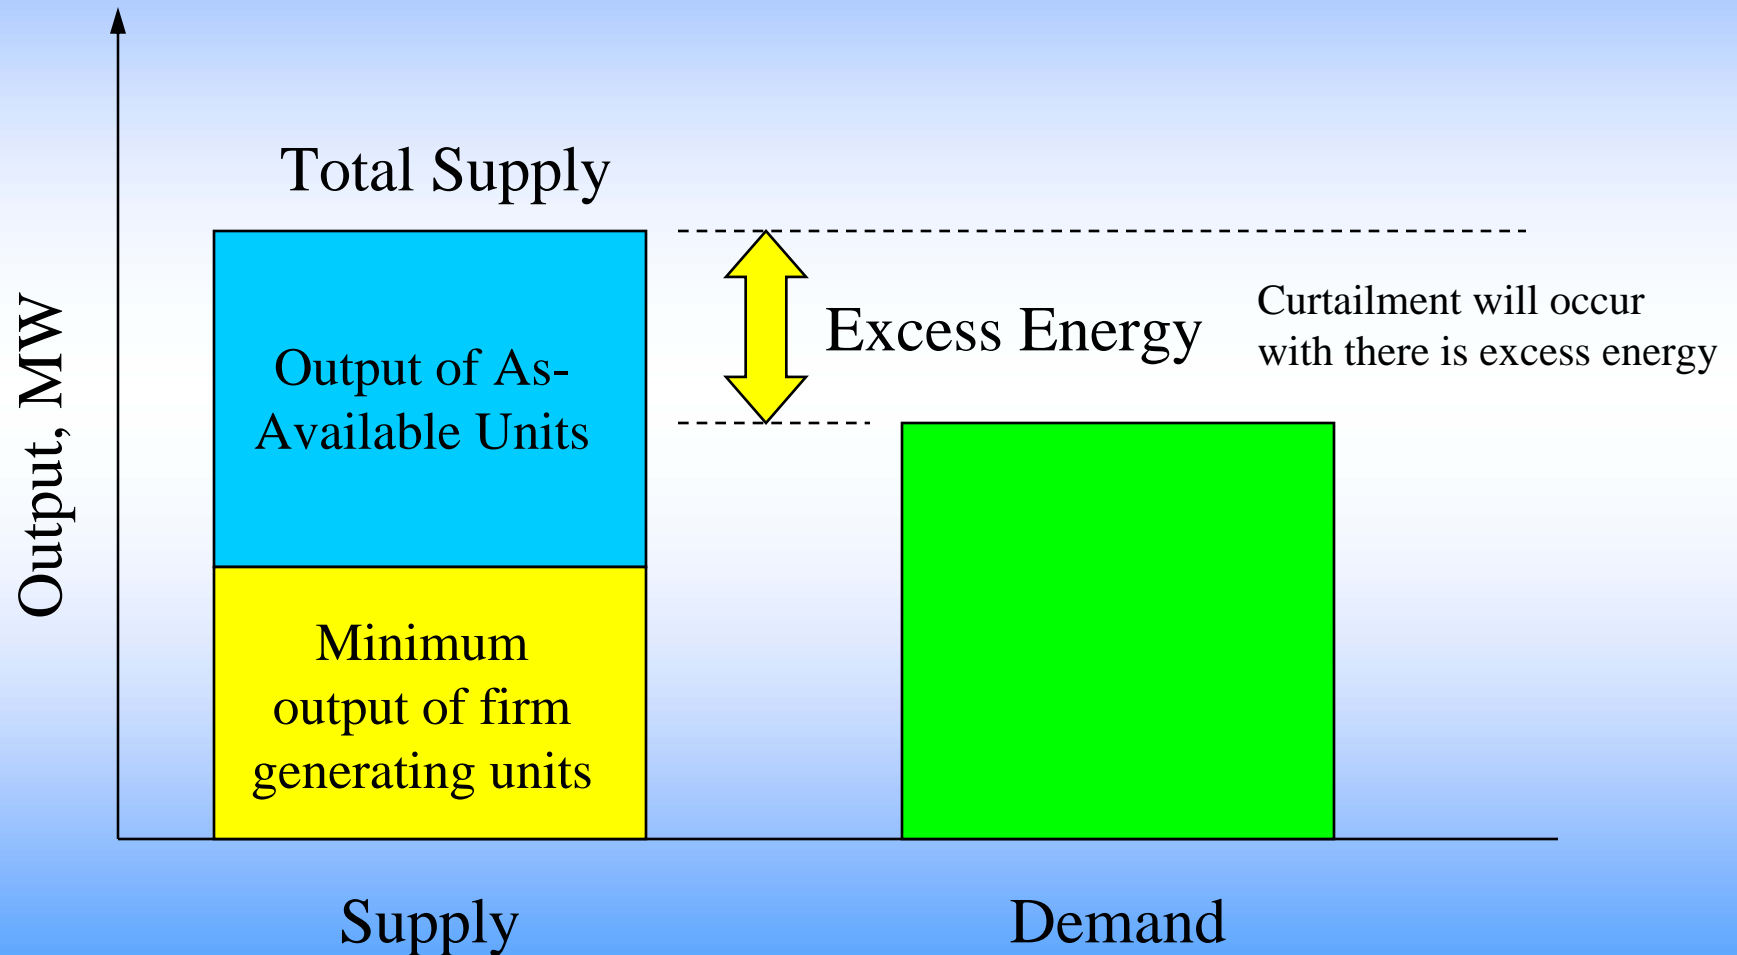 Total Supply
Output, MW
Output of As-
Available Units
Excess Energy
Curtailment will occur
with there is excess energy
Minimum
output of firm
generating units
Supply
Demand